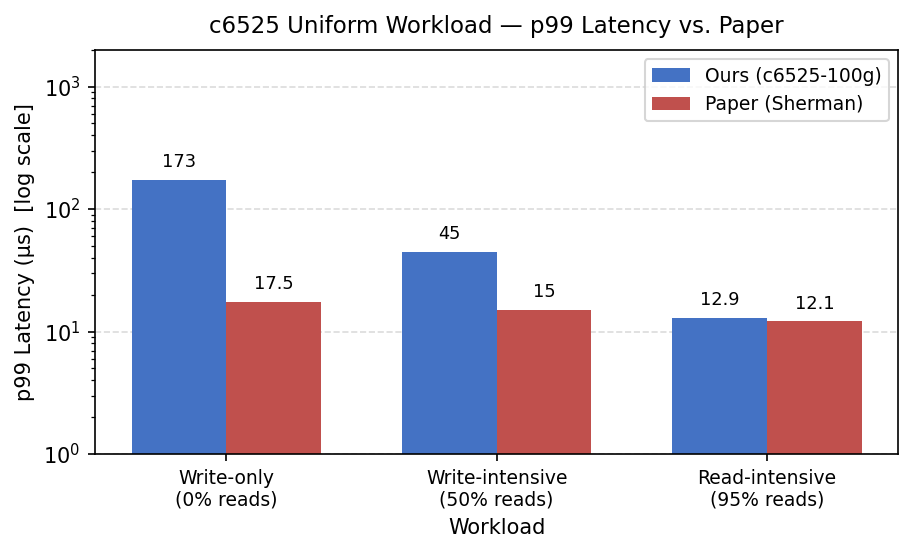 c6525 Uniform Workload — p99 Latency vs. Paper
p99 Latency (µs)  [log scale]
10³
10²
10¹
10⁰
Ours (c6525-100g)
Paper (Sherman)
173
17.5
45
15
12.9
12.1
Write-only
(0% reads)
Write-intensive
(50% reads)
Read-intensive
(95% reads)
Workload